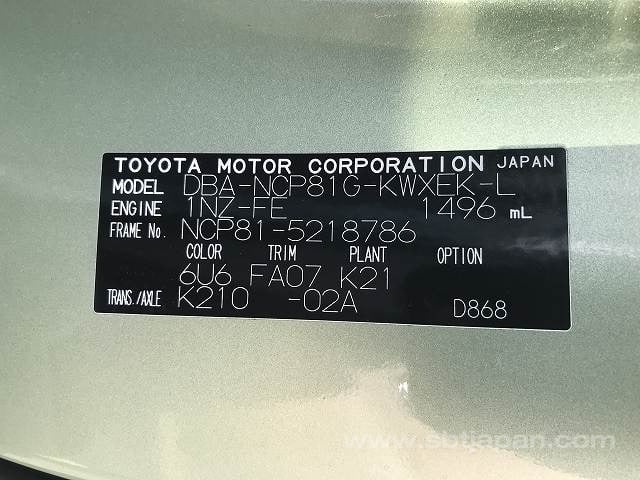 TOYOTA MOTOR CORPORATION JAPAN
MODEL DBA-NCP81G-KWXEK-L
ENGINE 1NZ-FE 1496 mL
FRAME No. NCP81-5218786
COLOR TRIM PLANT OPTION
6U6 FA07 K21
TRANS./AXLE K210 -02A D868
www.sbtjapan.com